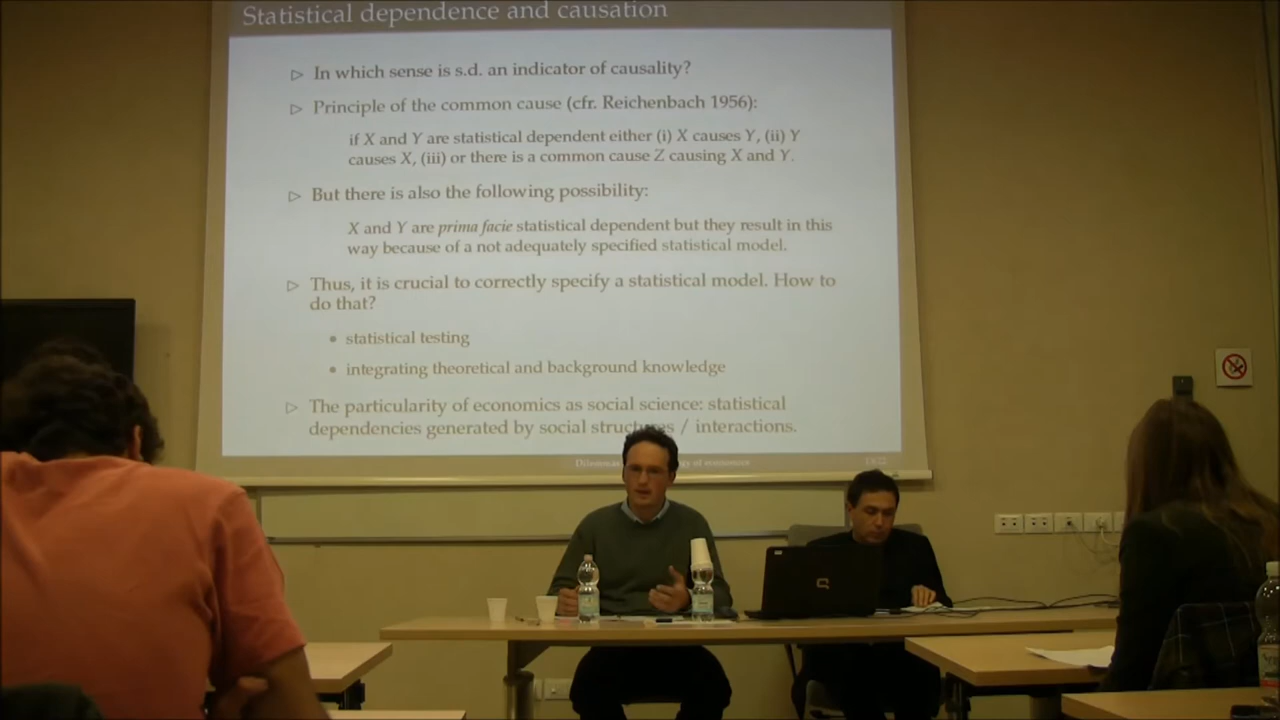 Statistical dependence and causation
▷ In which sense is s.d. an indicator of causality?
▷ Principle of the common cause (cfr. Reichenbach 1956):
if X and Y are statistical dependent either (i) X causes Y, (ii) Y
causes X, (iii) or there is a common cause Z causing X and Y.
▷ But there is also the following possibility:
X and Y are prima facie statistical dependent but they result in this
way because of a not adequately specified statistical model.
▷ Thus, it is crucial to correctly specify a statistical model. How to
do that?
• statistical testing
• integrating theoretical and background knowledge
▷ The particularity of economics as social science: statistical
dependencies generated by social structures / interactions.
of economics